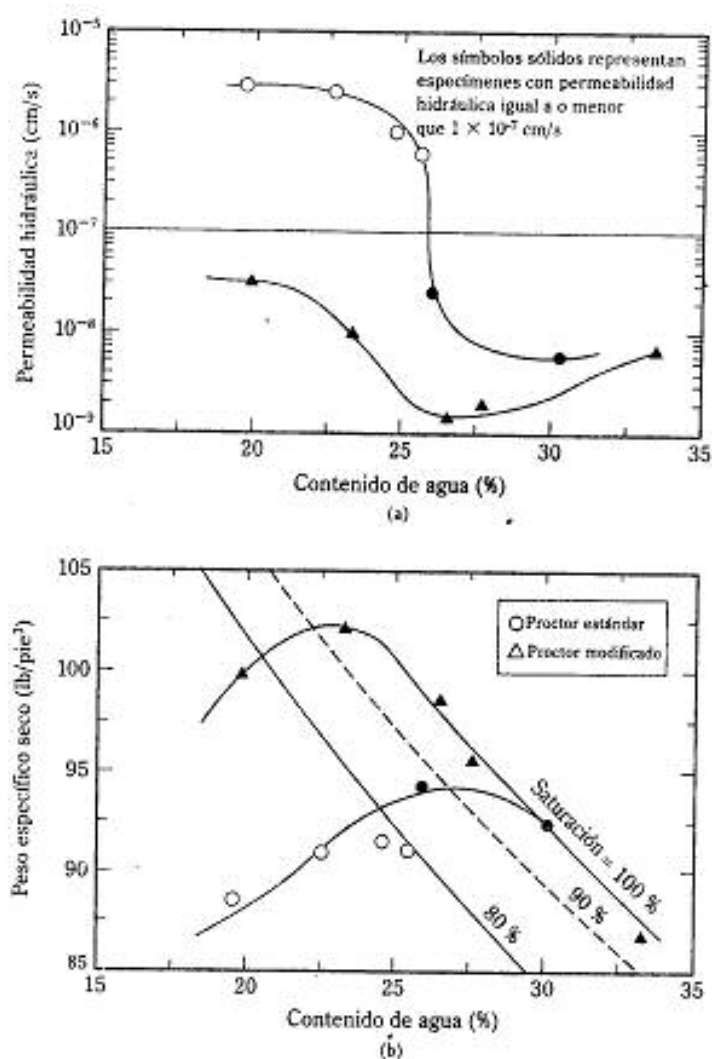 10⁻⁵
10⁻⁶
10⁻⁷
10⁻⁸
10⁻⁹
Permeabilidad hidráulica (cm/s)
Los símbolos sólidos representan
especímenes con permeabilidad
hidráulica igual a o menor
que 1 × 10⁻⁷ cm/s
15 20 25 30 35
Contenido de agua (%)
(a)
105
100
95
90
85
Peso específico seco (lb/pie³)
Proctor estándar
Proctor modificado
Saturación = 100 %
90 %
80 %
15 20 25 30 35
Contenido de agua (%)
(b)